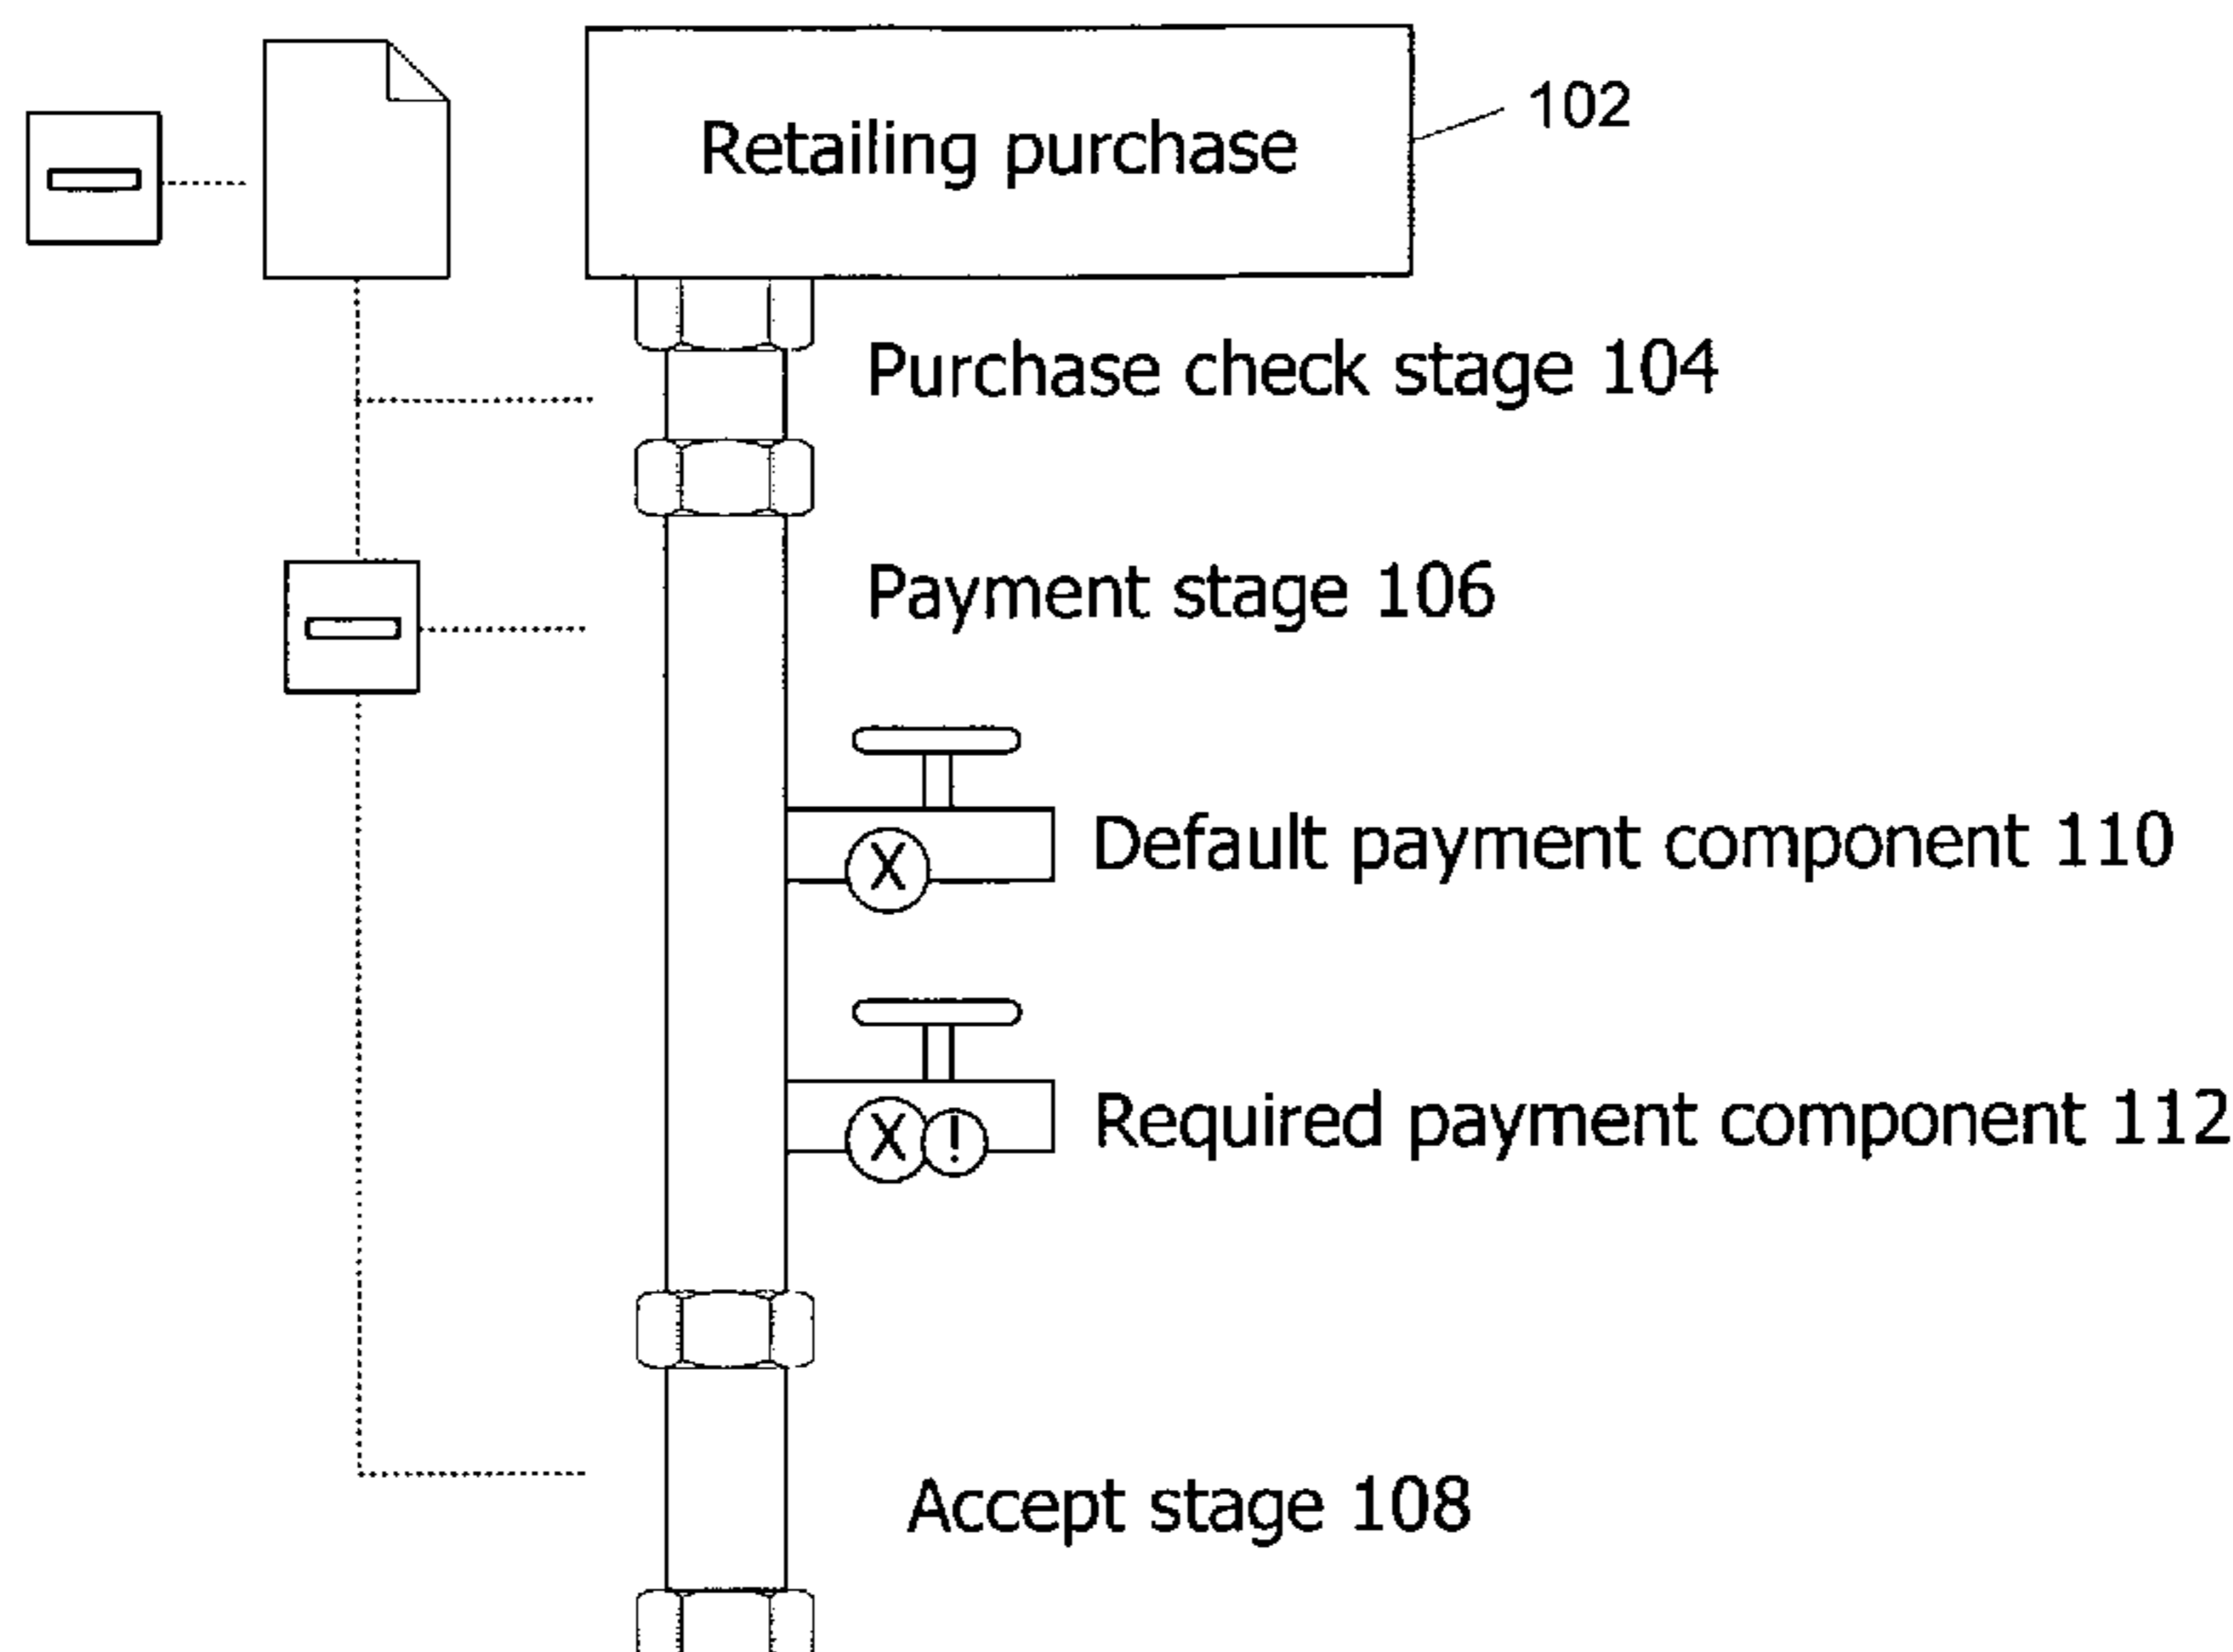 Retailing purchase
102
Purchase check stage 104
Payment stage 106
X
Default payment component 110
X !
Required payment component 112
Accept stage 108